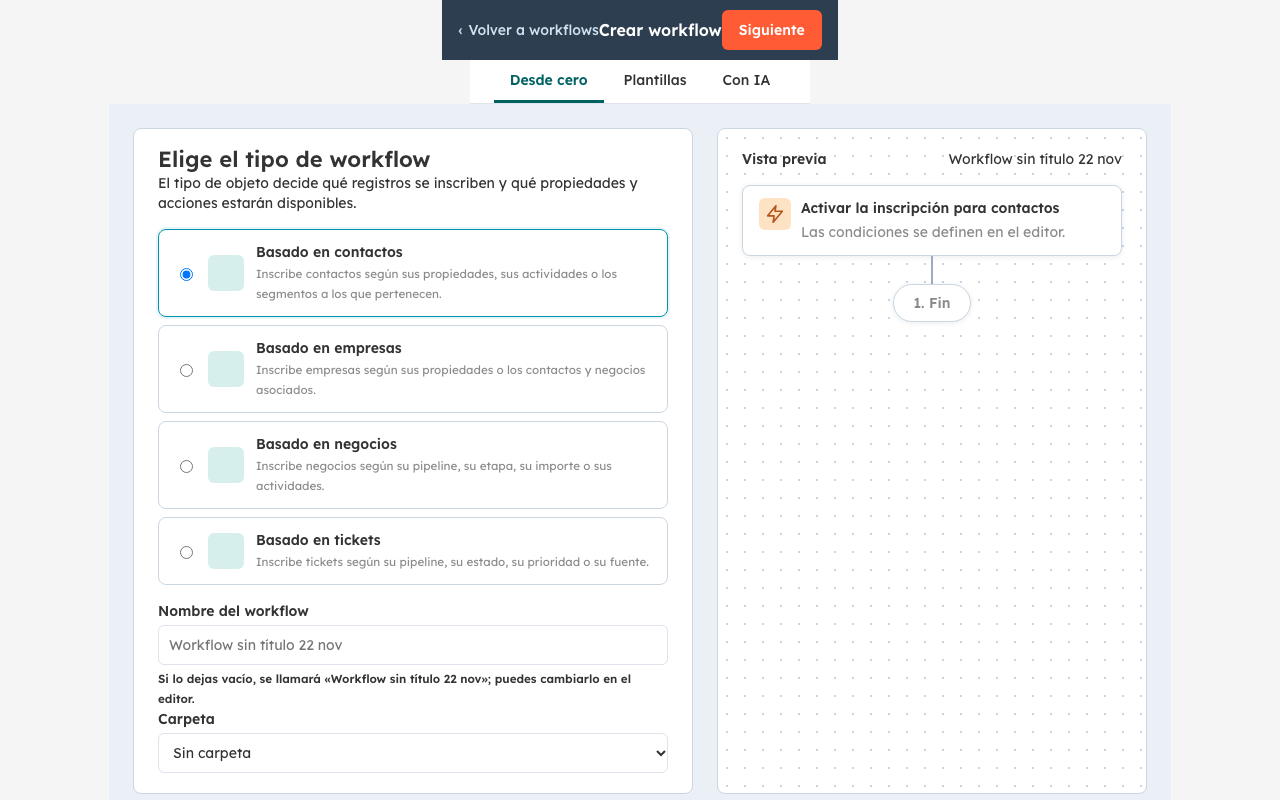 ‹ Volver a workflows
Crear workflow
Siguiente
Desde cero
Plantillas
Con IA
Elige el tipo de workflow
El tipo de objeto decide qué registros se inscriben y qué propiedades y
acciones estarán disponibles.
Basado en contactos
Inscribe contactos según sus propiedades, sus actividades o los
segmentos a los que pertenecen.
Basado en empresas
Inscribe empresas según sus propiedades o los contactos y negocios
asociados.
Basado en negocios
Inscribe negocios según su pipeline, su etapa, su importe o sus
actividades.
Basado en tickets
Inscribe tickets según su pipeline, su estado, su prioridad o su fuente.
Nombre del workflow
Workflow sin título 22 nov
Si lo dejas vacío, se llamará «Workflow sin título 22 nov»; puedes cambiarlo en el
editor.
Carpeta
Sin carpeta
Vista previa
Workflow sin título 22 nov
Activar la inscripción para contactos
Las condiciones se definen en el editor.
1. Fin